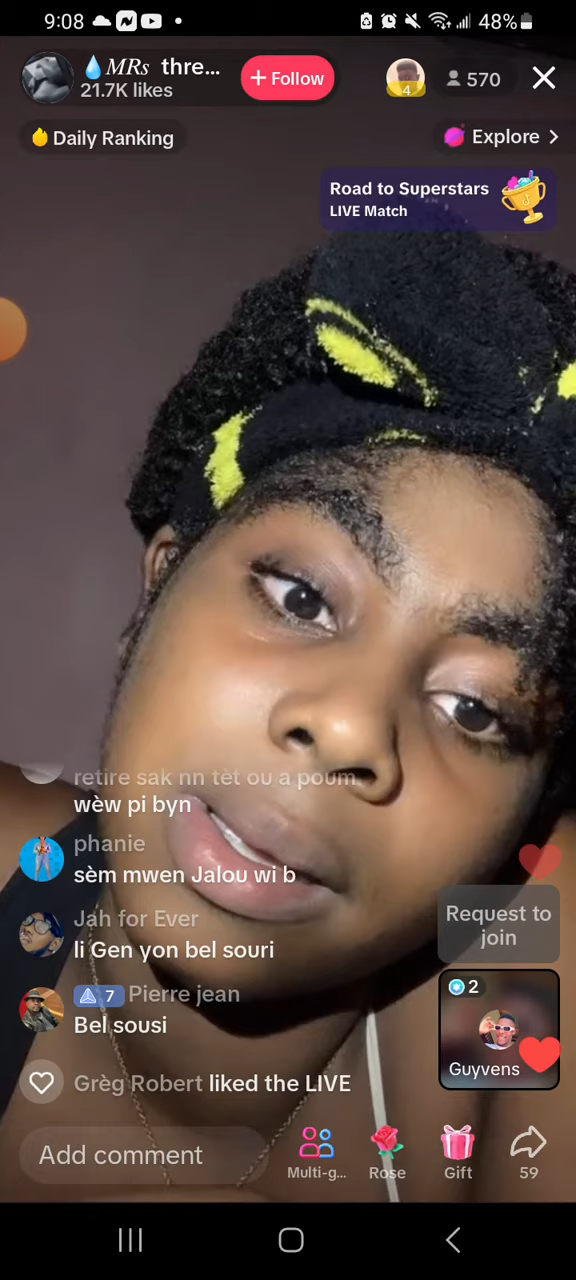 9:08
48%
💧MRs thre...
21.7K likes
+ Follow
4
570
Daily Ranking
Explore >
Road to Superstars
LIVE Match
retire sak nn tèt ou a poum
wèw pi byn
phanie
sèm mwen Jalou wi b
Jah for Ever
li Gen yon bel souri
7 Pierre jean
Bel sousi
Grèg Robert liked the LIVE
Request to
join
2
Guyvens
Add comment
Multi-g...
Rose
Gift
59